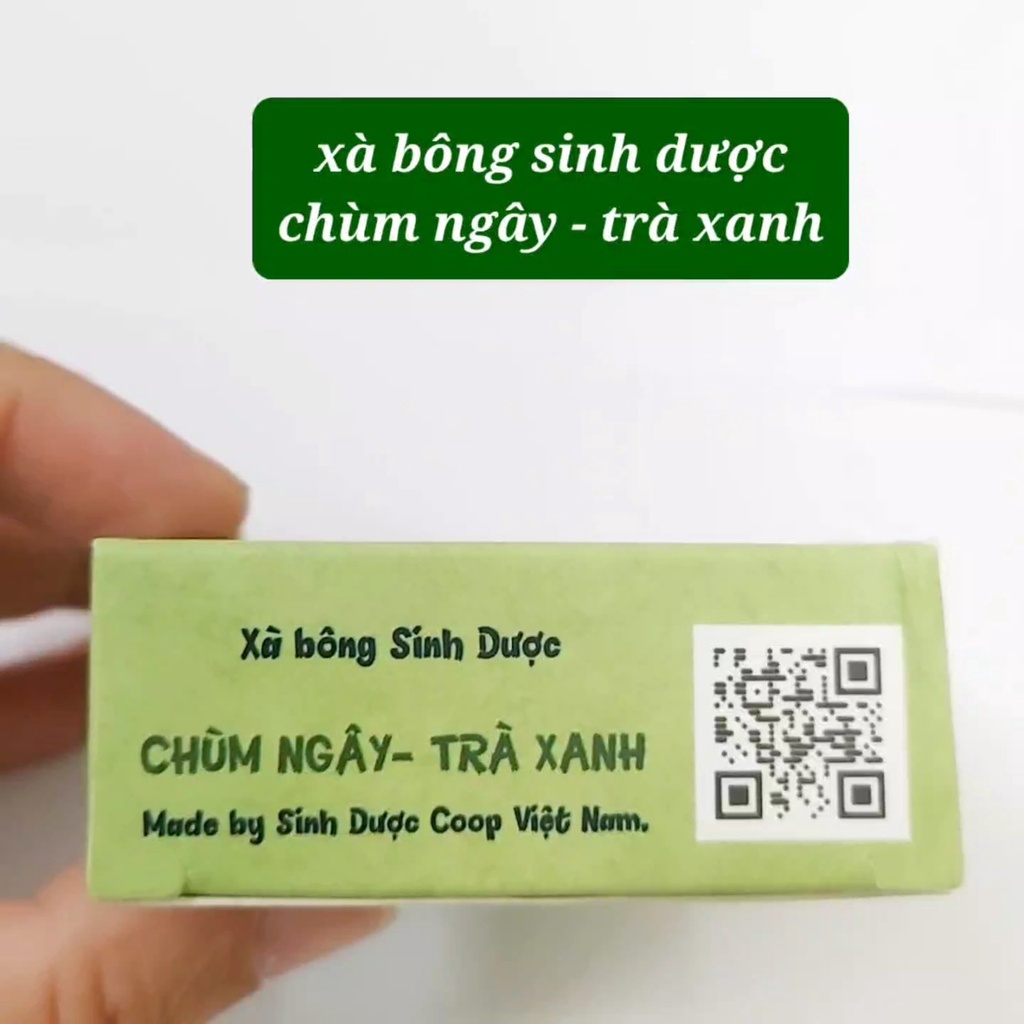 xà bông sinh dược
chùm ngây - trà xanh
Xà bông Sinh Dược
CHÙM NGÂY- TRÀ XANH
Made by Sinh Dược Coop Việt Nam.